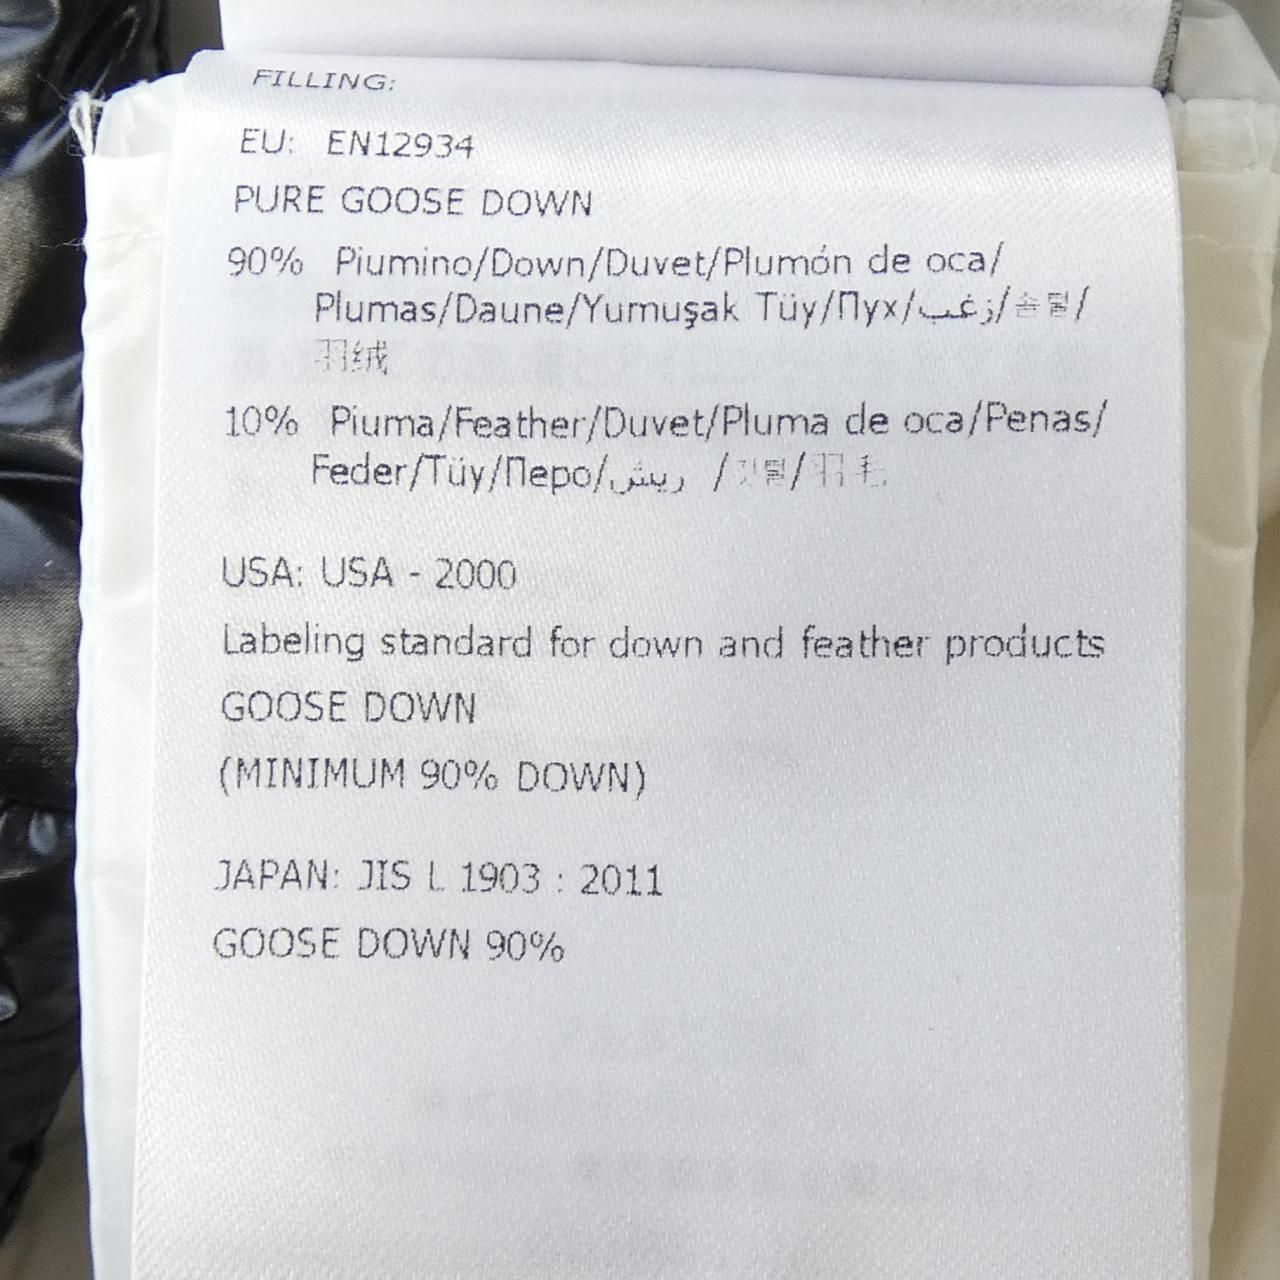 FILLING:
EU: EN12934
PURE GOOSE DOWN
90% Piumino/Down/Duvet/Plumón de oca/
Plumas/Daune/Yumuşak Tüy/Пух/زغب/솜털/
羽绒
10% Piuma/Feather/Duvet/Pluma de oca/Penas/
Feder/Tüy/Перо/ريش /깃털/羽毛
USA: USA - 2000
Labeling standard for down and feather products
GOOSE DOWN
(MINIMUM 90% DOWN)
JAPAN: JIS L 1903 : 2011
GOOSE DOWN 90%